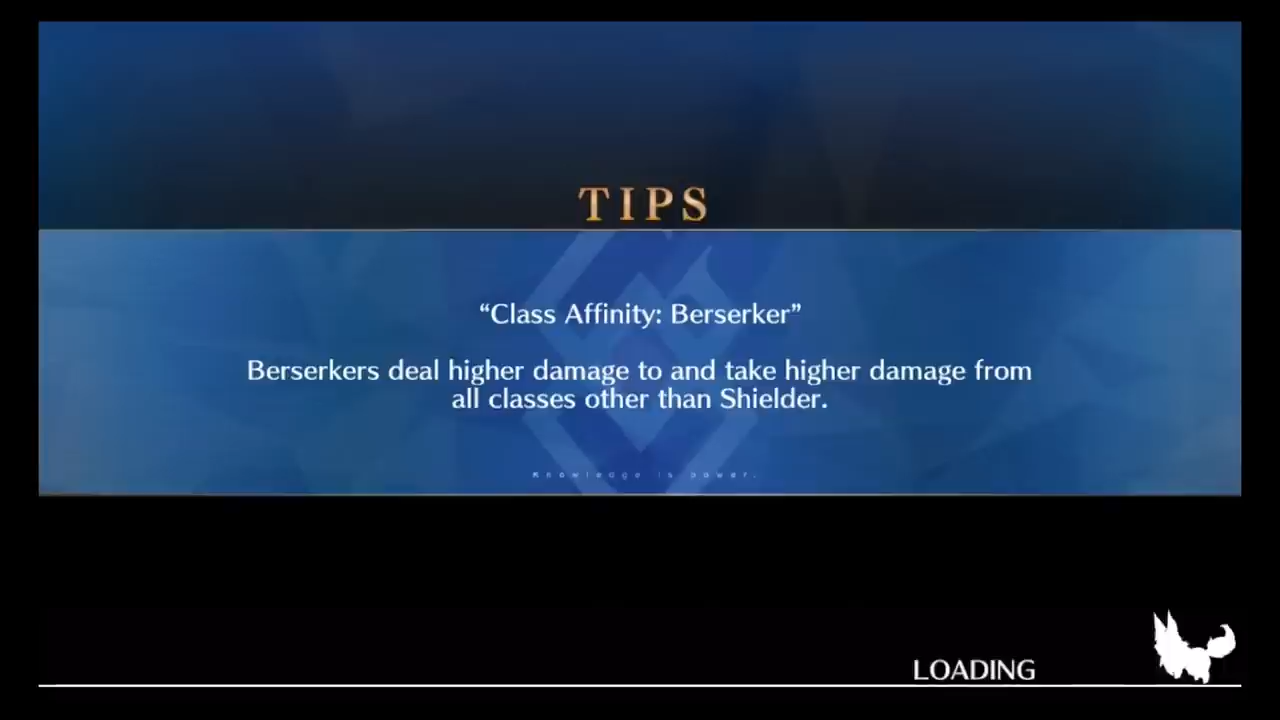 TIPS
“Class Affinity: Berserker”
Berserkers deal higher damage to and take higher damage from
all classes other than Shielder.
Knowledge is power.
LOADING